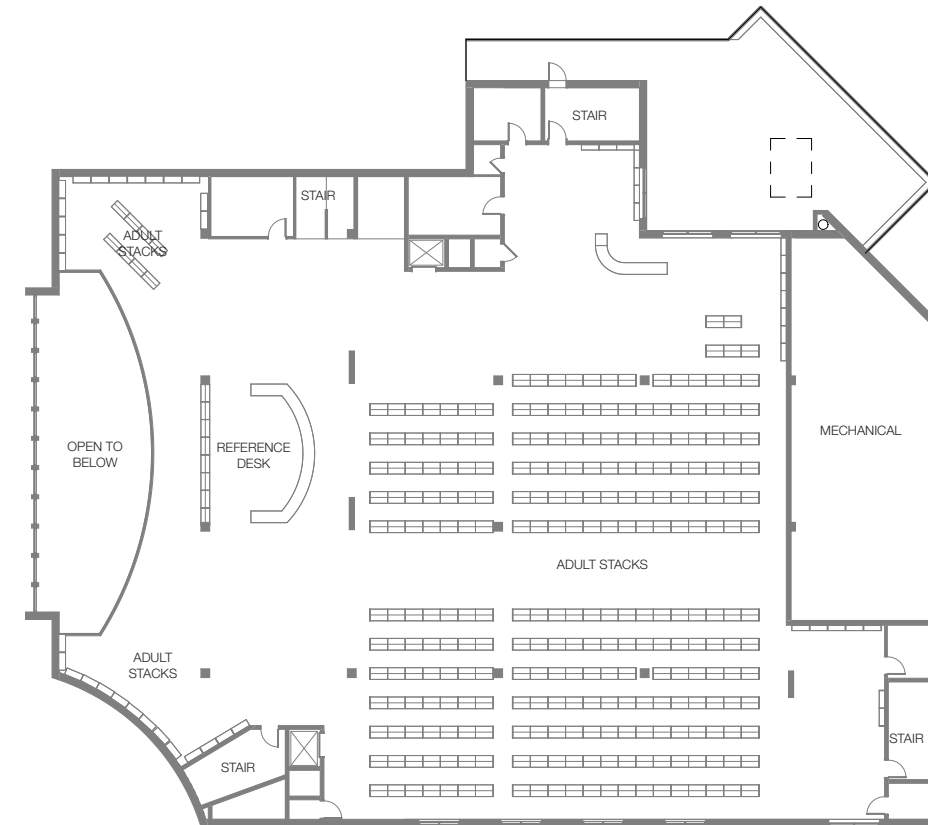 STAIR
STAIR
ADULT
STACKS
MECHANICAL
OPEN TO
BELOW
REFERENCE
DESK
ADULT STACKS
ADULT
STACKS
STAIR
STAIR